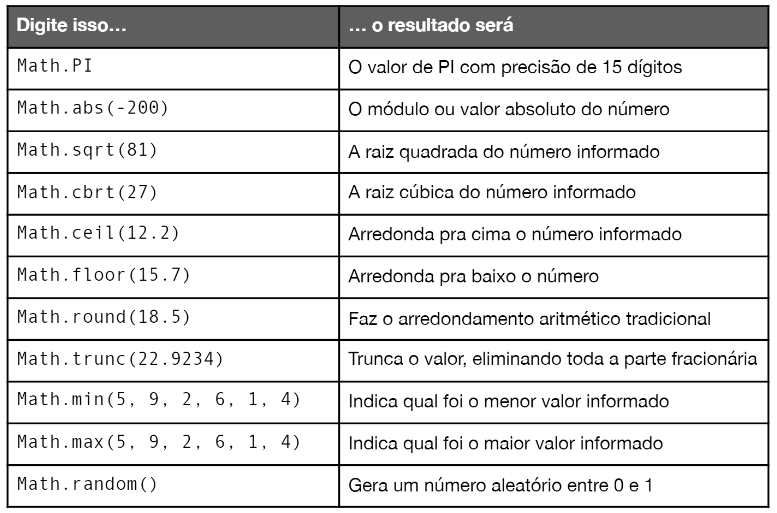 Digite isso… … o resultado será
Math.PI O valor de PI com precisão de 15 dígitos
Math.abs(-200) O módulo ou valor absoluto do número
Math.sqrt(81) A raiz quadrada do número informado
Math.cbrt(27) A raiz cúbica do número informado
Math.ceil(12.2) Arredonda pra cima o número informado
Math.floor(15.7) Arredonda pra baixo o número
Math.round(18.5) Faz o arredondamento aritmético tradicional
Math.trunc(22.9234) Trunca o valor, eliminando toda a parte fracionária
Math.min(5, 9, 2, 6, 1, 4) Indica qual foi o menor valor informado
Math.max(5, 9, 2, 6, 1, 4) Indica qual foi o maior valor informado
Math.random() Gera um número aleatório entre 0 e 1